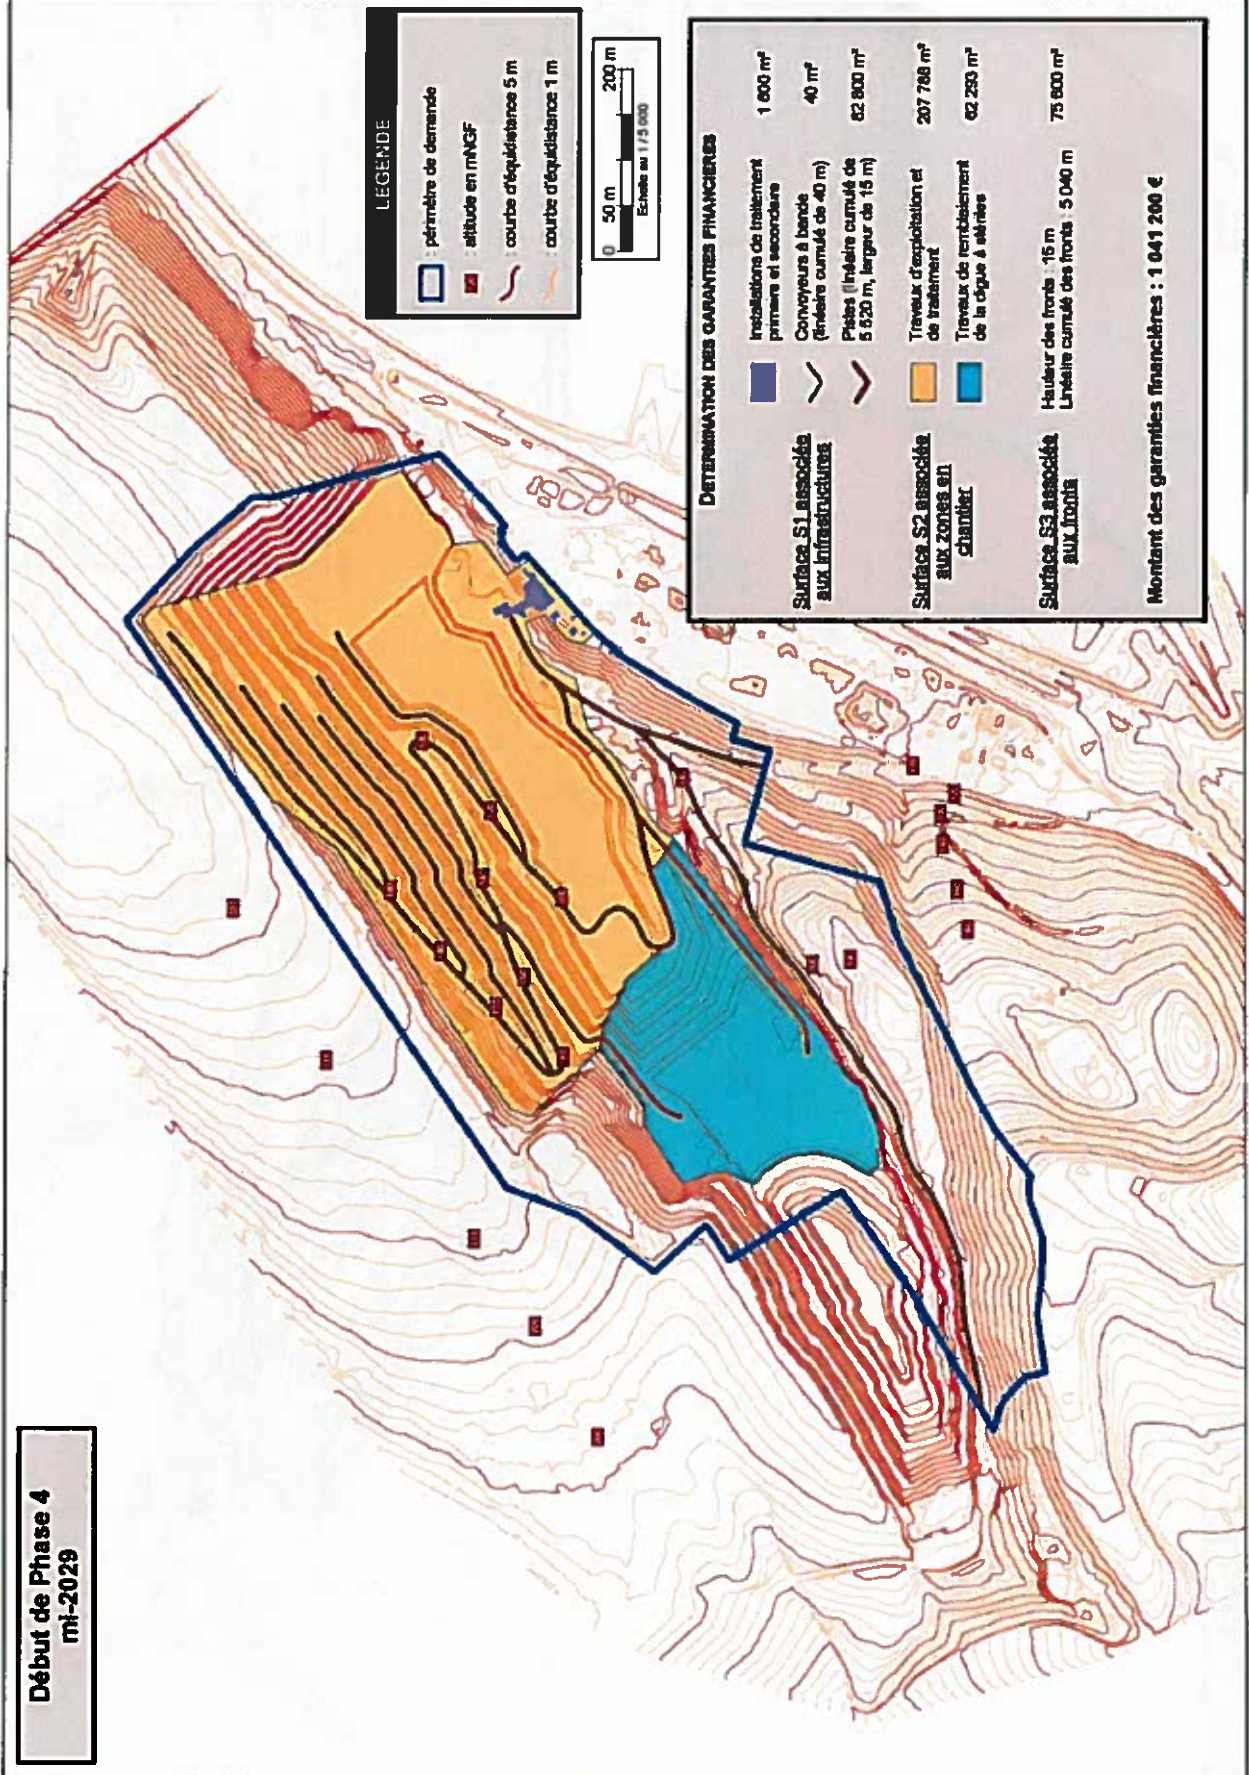 Début de Phase 4
mi-2029
LEGENDE
: périmètre de demande
: altitude en mNGF
: courbe d'équidistance 5 m
: courbe d'équidistance 1 m
0 50 m 200 m
Echelle au 1 / 5 000
DETERMINATION DES GARANTIES FINANCIERES
Surface S1 associée
aux infrastructures
Installations de traitement
primaire et secondaire
1 600 m²
Convoyeurs à bande
(linéaire cumulé de 40 m)
40 m²
Pistes (linéaire cumulé de
5 520 m, largeur de 15 m)
82 800 m²
Surface S2 associée
aux zones en
chantier
Travaux d'exploitation et
de traitement
207 788 m²
Travaux de remblaiement
de la digue à stériles
62 293 m²
Surface S3 associée
aux fronts
Hauteur des fronts : 15 m
Linéaire cumulé des fronts : 5 040 m
75 600 m²
Montant des garanties financières : 1 041 200 €